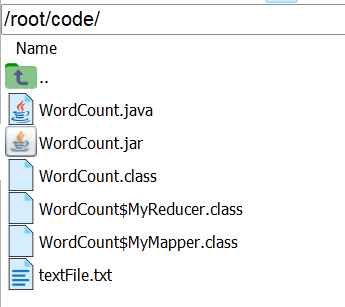 /root/code/
Name
..
WordCount.java
WordCount.jar
WordCount.class
WordCount$MyReducer.class
WordCount$MyMapper.class
textFile.txt